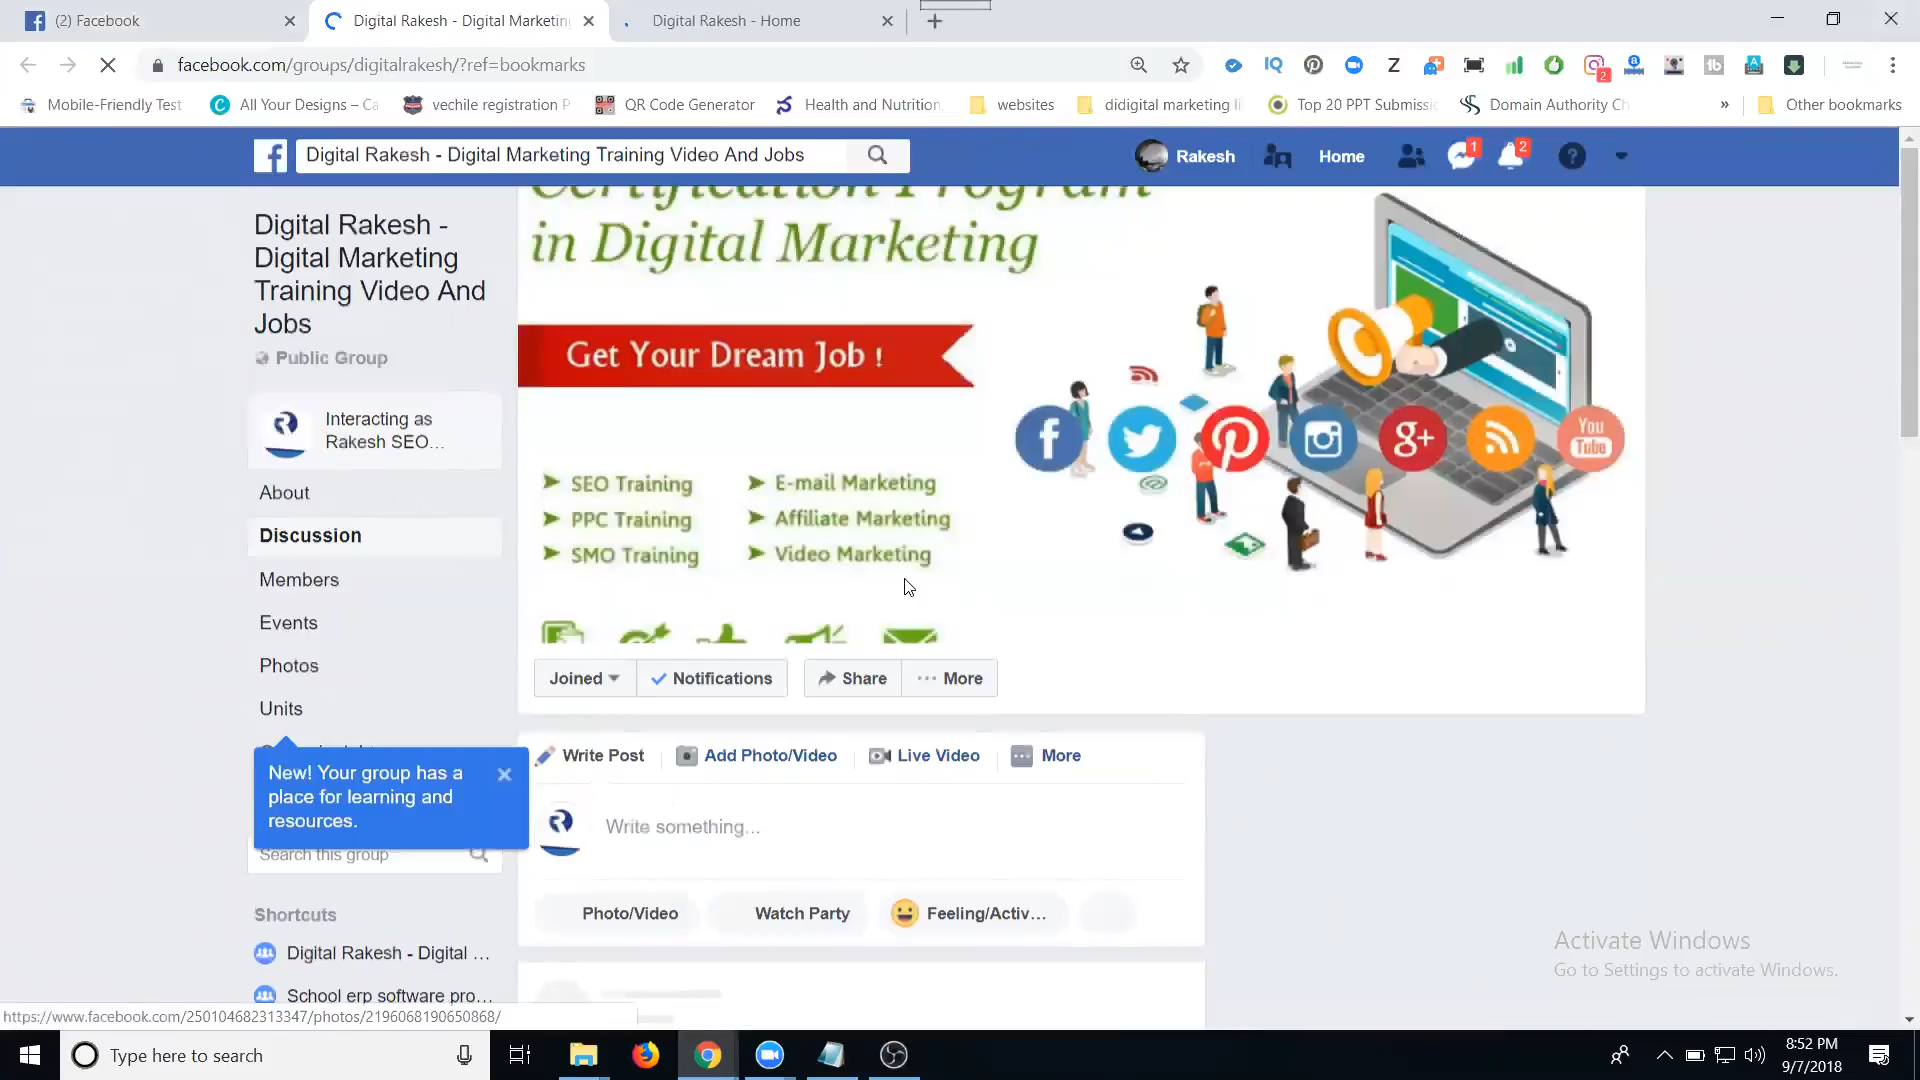 (2) Facebook
Digital Rakesh - Digital Marketing
Digital Rakesh - Home
facebook.com/groups/digitalrakesh/?ref=bookmarks
Mobile-Friendly Test
All Your Designs – Ca
vechile registration P
QR Code Generator
Health and Nutrition
websites
didigital marketing li
Top 20 PPT Submissi
Domain Authority Ch
»
Other bookmarks
Digital Rakesh - Digital Marketing Training Video And Jobs
Rakesh
Home
1
2
Digital Rakesh -
Digital Marketing
Training Video And
Jobs
Public Group
Interacting as
Rakesh SEO...
About
Discussion
Members
Events
Photos
Units
New! Your group has a
place for learning and
resources.
Search this group
Shortcuts
Digital Rakesh - Digital ...
School erp software pro...
Certification Program
in Digital Marketing
Get Your Dream Job !
SEO Training
PPC Training
SMO Training
E-mail Marketing
Affiliate Marketing
Video Marketing
You
Tube
g+
Joined
Notifications
Share
More
Write Post
Add Photo/Video
Live Video
More
Write something...
Photo/Video
Watch Party
Feeling/Activ...
Activate Windows
Go to Settings to activate Windows.
https://www.facebook.com/250104682313347/photos/2196068190650868/
Type here to search
8:52 PM
9/7/2018